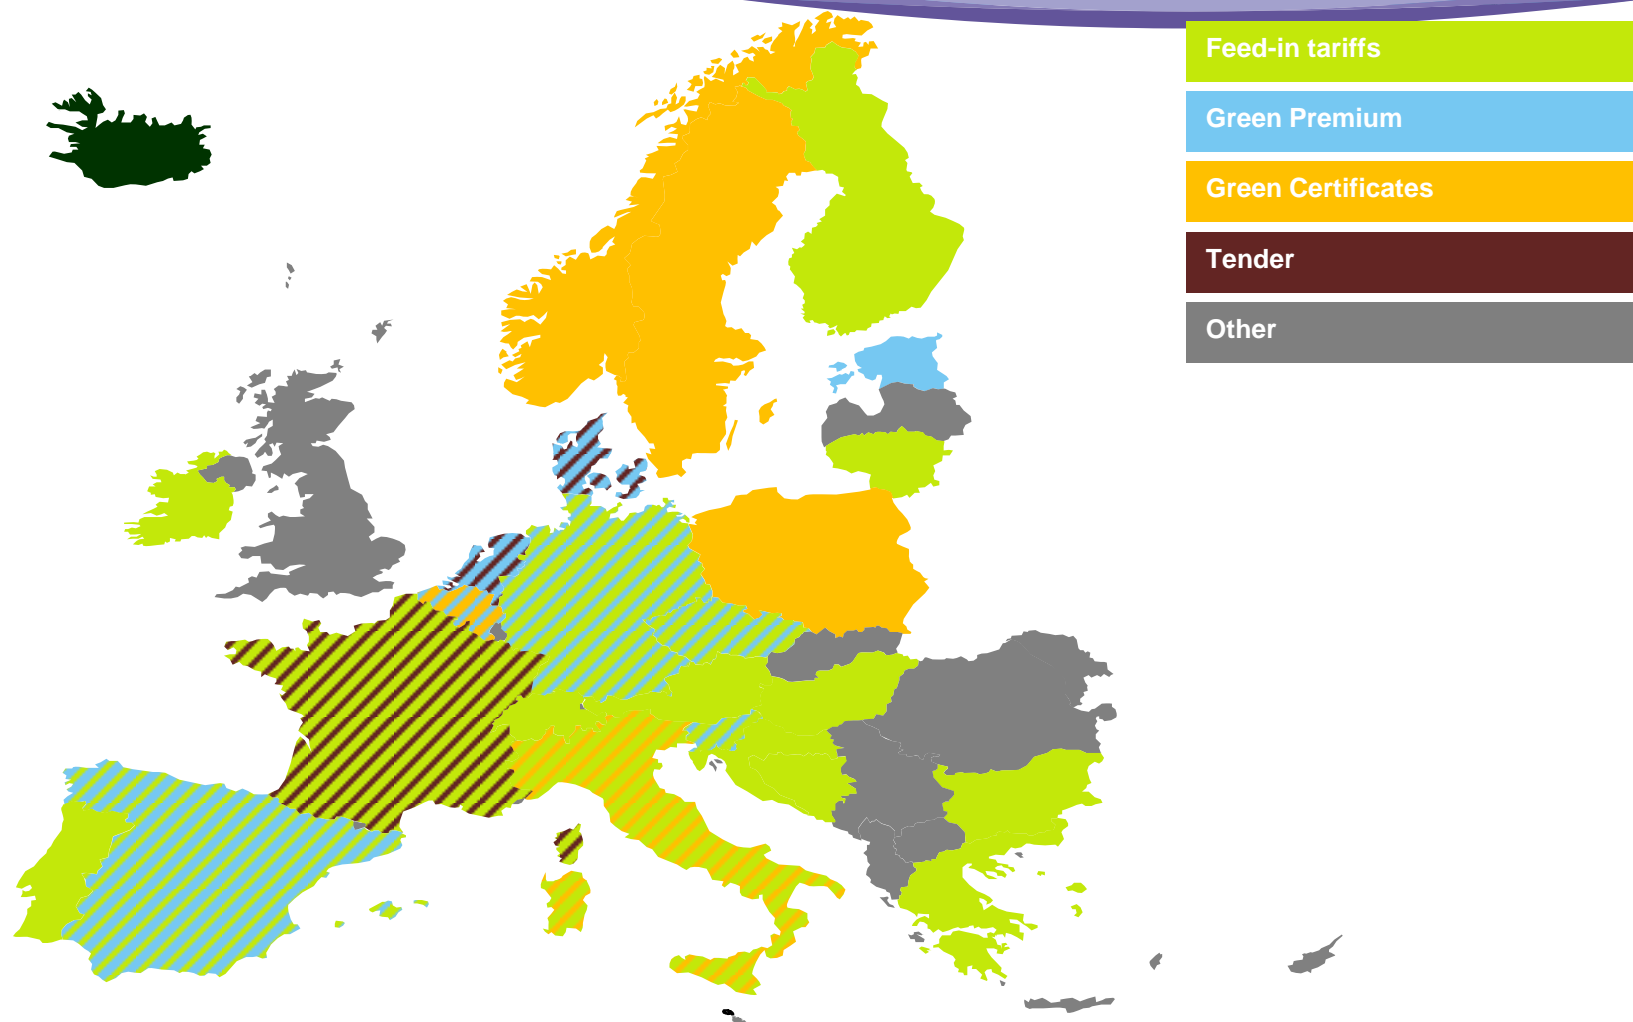 Feed-in tariffs
Green Premium
Green Certificates
Tender
Other